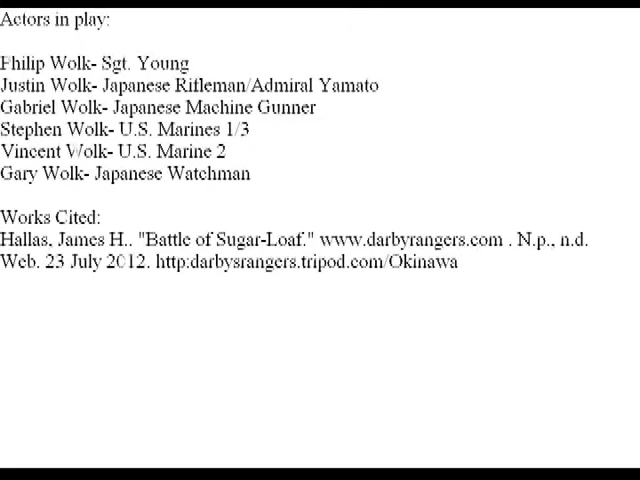 Actors in play:
Philip Wolk- Sgt. Young
Justin Wolk- Japanese Rifleman/Admiral Yamato
Gabriel Wolk- Japanese Machine Gunner
Stephen Wolk- U.S. Marines 1/3
Vincent Wolk- U.S. Marine 2
Gary Wolk- Japanese Watchman
Works Cited:
Hallas, James H.. "Battle of Sugar-Loaf." www.darbyrangers.com . N.p., n.d.
Web. 23 July 2012. http:darbysrangers.tripod.com/Okinawa